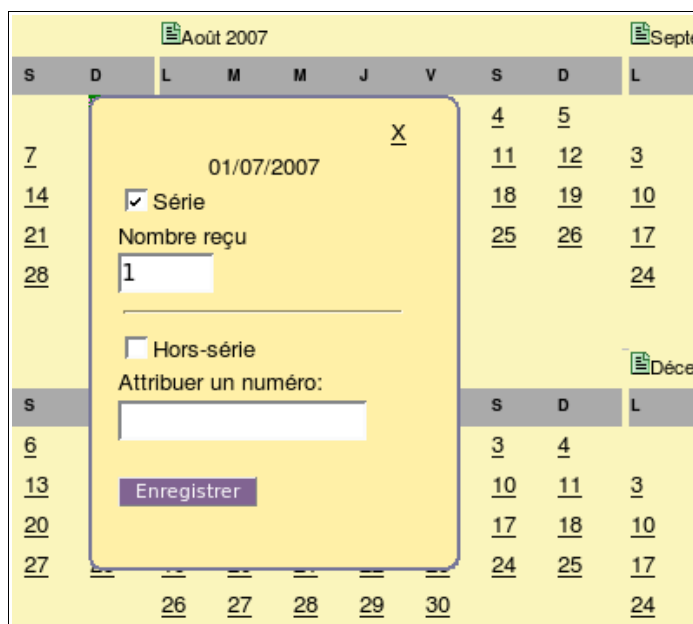 Août 2007
Septe
S D L M M J V S D L
4 5
X
7 11 12 3
01/07/2007
14 18 19 10
Série
21 25 26 17
Nombre reçu
28 24
1
Hors-série
Déce
Attribuer un numéro:
S S D L
6 3 4
13 10 11 3
Enregistrer
20 17 18 10
27 24 25 17
26 27 28 29 30 24